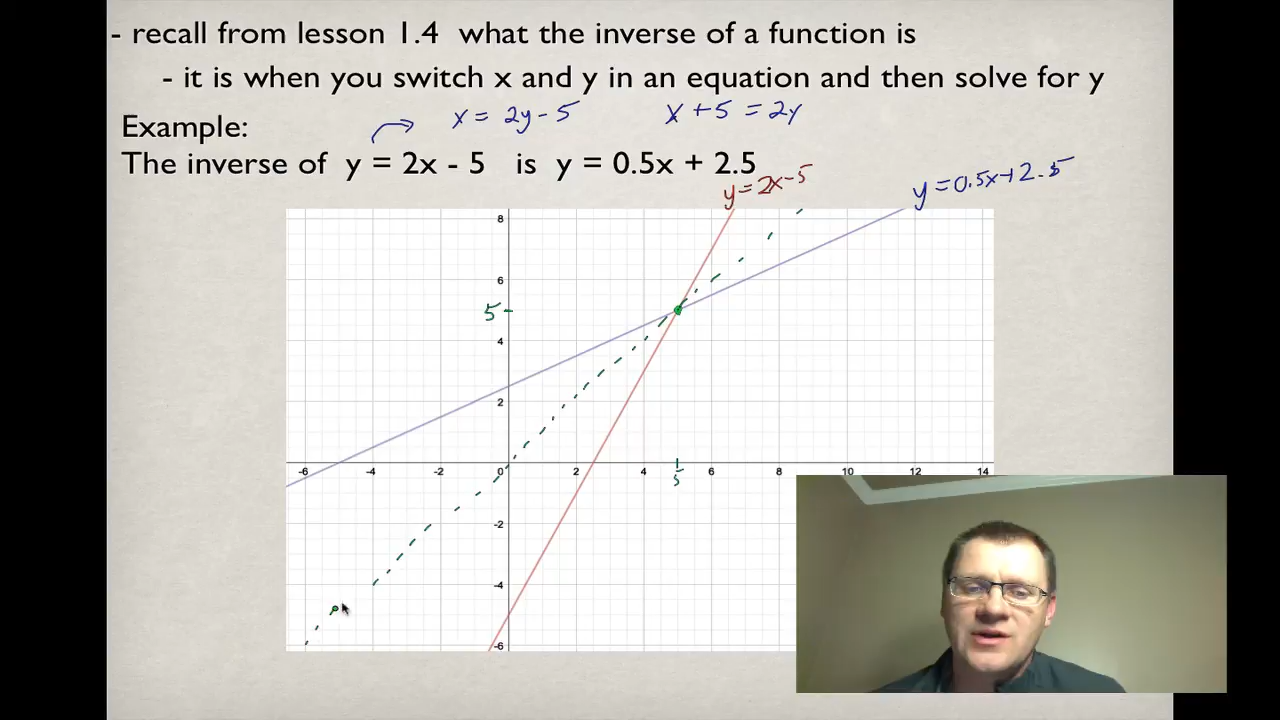 - recall from lesson 1.4 what the inverse of a function is
- it is when you switch x and y in an equation and then solve for y
Example:
x = 2y - 5
x + 5 = 2y
The inverse of y = 2x - 5 is y = 0.5x + 2.5
y = 2x - 5
y = 0.5x + 2.5
8
6
5
4
2
-6 -4 -2 0 2 4 6 8 10 12 14
5
-2
-4
-6